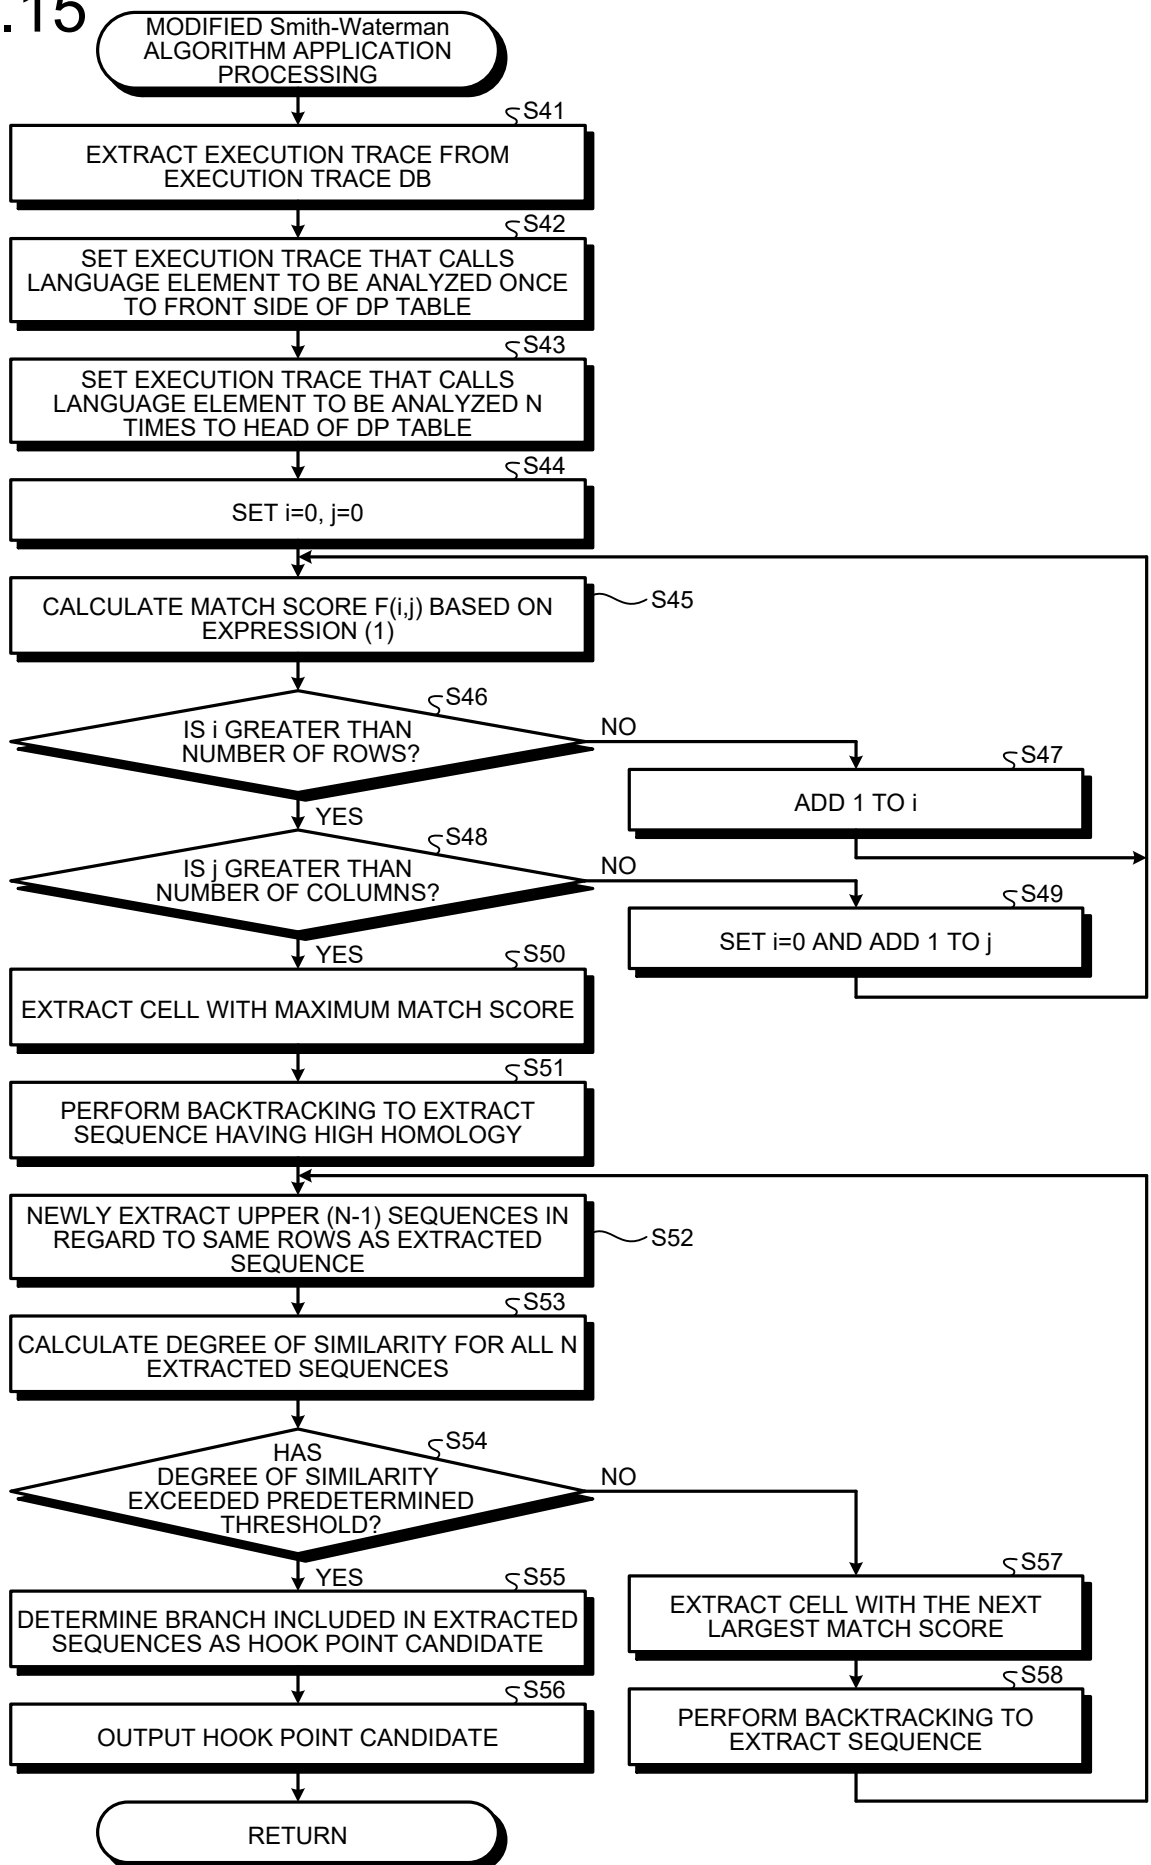 .15
MODIFIED Smith-Waterman
ALGORITHM APPLICATION
PROCESSING
S41
EXTRACT EXECUTION TRACE FROM
EXECUTION TRACE DB
S42
SET EXECUTION TRACE THAT CALLS
LANGUAGE ELEMENT TO BE ANALYZED ONCE
TO FRONT SIDE OF DP TABLE
S43
SET EXECUTION TRACE THAT CALLS
LANGUAGE ELEMENT TO BE ANALYZED N
TIMES TO HEAD OF DP TABLE
S44
SET i=0, j=0
CALCULATE MATCH SCORE F(i,j) BASED ON
EXPRESSION (1)
S45
S46
IS i GREATER THAN
NUMBER OF ROWS?
NO
S47
ADD 1 TO i
YES
S48
IS j GREATER THAN
NUMBER OF COLUMNS?
NO
S49
SET i=0 AND ADD 1 TO j
YES
S50
EXTRACT CELL WITH MAXIMUM MATCH SCORE
S51
PERFORM BACKTRACKING TO EXTRACT
SEQUENCE HAVING HIGH HOMOLOGY
NEWLY EXTRACT UPPER (N-1) SEQUENCES IN
REGARD TO SAME ROWS AS EXTRACTED
SEQUENCE
S52
S53
CALCULATE DEGREE OF SIMILARITY FOR ALL N
EXTRACTED SEQUENCES
S54
HAS
DEGREE OF SIMILARITY
EXCEEDED PREDETERMINED
THRESHOLD?
NO
YES
S55
DETERMINE BRANCH INCLUDED IN EXTRACTED
SEQUENCES AS HOOK POINT CANDIDATE
S57
EXTRACT CELL WITH THE NEXT
LARGEST MATCH SCORE
S56
OUTPUT HOOK POINT CANDIDATE
S58
PERFORM BACKTRACKING TO
EXTRACT SEQUENCE
RETURN